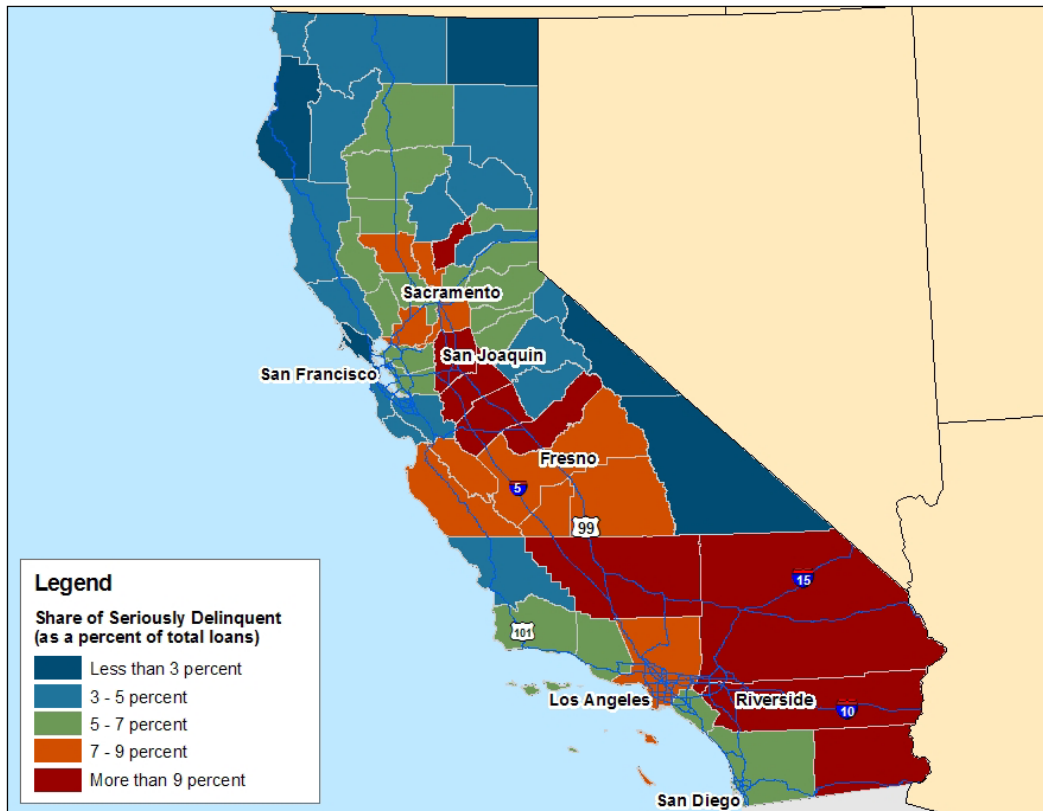 Sacramento
San Joaquin
San Francisco
Fresno
5
99
15
101
Los Angeles
Riverside
10
San Diego
Legend
Share of Seriously Delinquent
(as a percent of total loans)
Less than 3 percent
3 - 5 percent
5 - 7 percent
7 - 9 percent
More than 9 percent